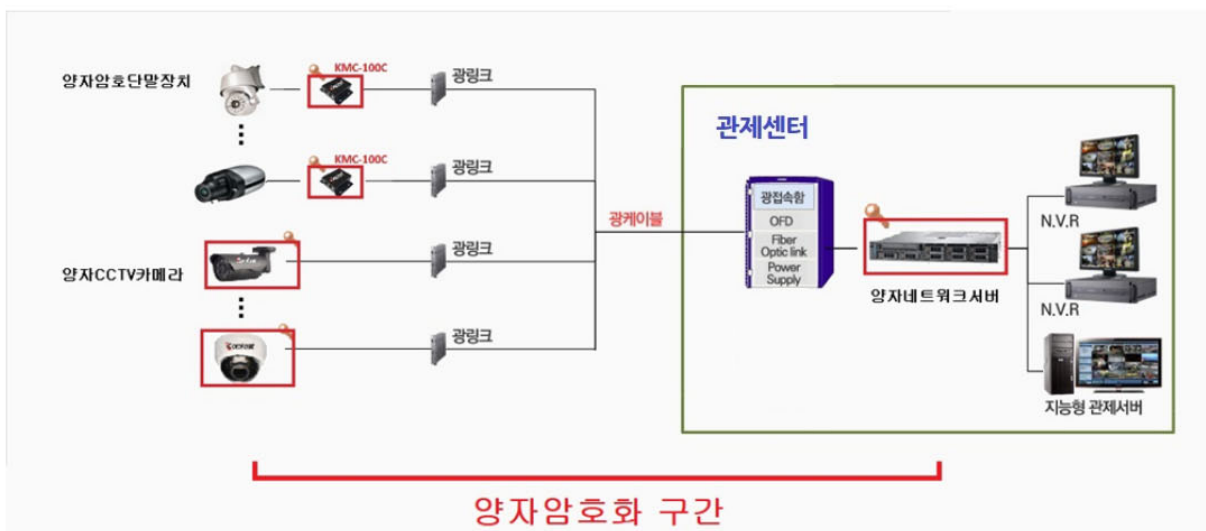 양자암호단말장치
KMC-100C
광링크
KMC-100C
광링크
양자CCTV카메라
광링크
광링크
광케이블
관제센터
광접속함
OFD
Fiber
Optic link
Power
Supply
양자네트워크서버
N.V.R
N.V.R
지능형 관제서버
양자암호화 구간